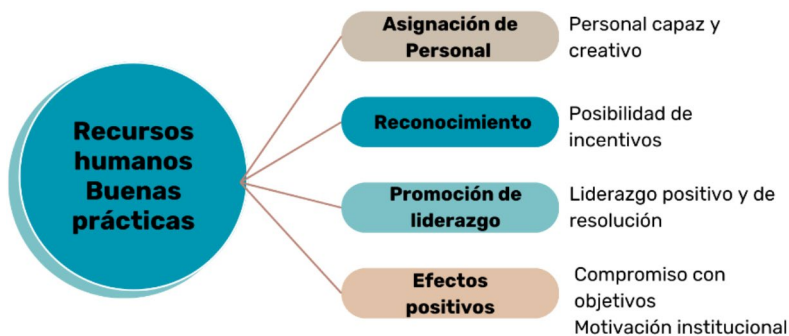 Recursos
humanos
Buenas
prácticas
Asignación de
Personal
Personal capaz y
creativo
Reconocimiento
Posibilidad de
incentivos
Promoción de
liderazgo
Liderazgo positivo y de
resolución
Efectos
positivos
Compromiso con
objetivos
Motivación institucional